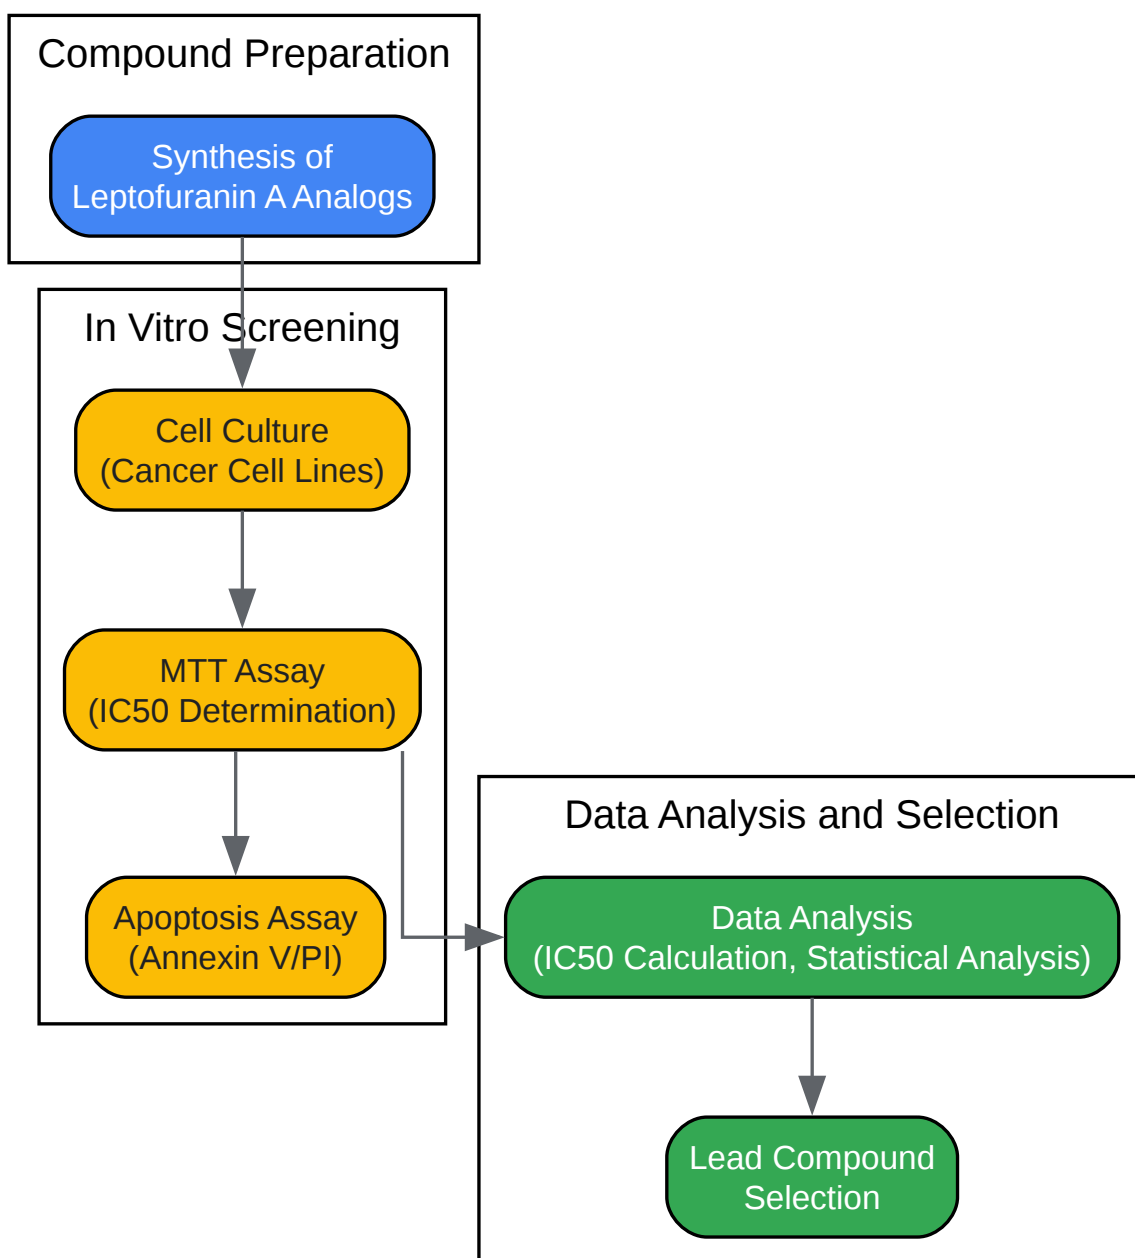 Compound Preparation
Synthesis of
Leptofuranin A Analogs
In Vitro Screening
Cell Culture
(Cancer Cell Lines)
MTT Assay
(IC50 Determination)
Apoptosis Assay
(Annexin V/PI)
Data Analysis and Selection
Data Analysis
(IC50 Calculation, Statistical Analysis)
Lead Compound
Selection